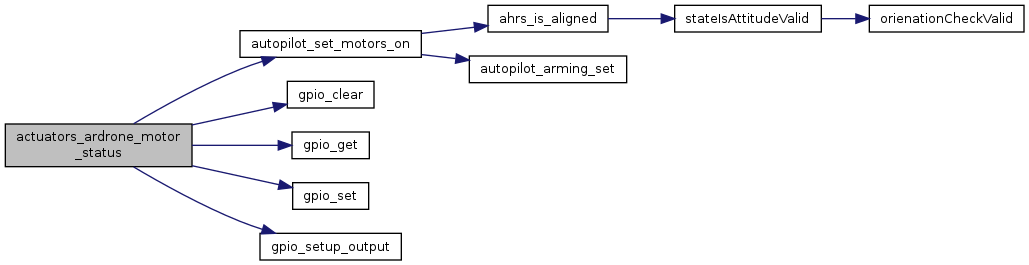 actuators_ardrone_motor
_status
autopilot_set_motors_on
ahrs_is_aligned
stateIsAttitudeValid
orienationCheckValid
autopilot_arming_set
gpio_clear
gpio_get
gpio_set
gpio_setup_output